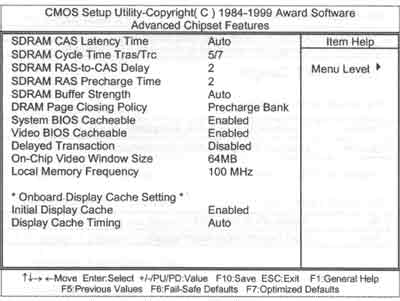 CMOS Setup Utility-Copyright( C ) 1984-1999 Award Software
Advanced Chipset Features
SDRAM CAS Latency Time Auto Item Help
SDRAM Cycle Time Tras/Trc 5/7
SDRAM RAS-to-CAS Delay 2 Menu Level ▶
SDRAM RAS Precharge Time 2
SDRAM Buffer Strength Auto
DRAM Page Closing Policy Precharge Bank
System BIOS Cacheable Enabled
Video BIOS Cacheable Enabled
Delayed Transaction Disabled
On-Chip Video Window Size 64MB
Local Memory Frequency 100 MHz
* Onboard Display Cache Setting *
Initial Display Cache Enabled
Display Cache Timing Auto
↑↓→←Move Enter:Select +/-/PU/PD:Value F10:Save ESC:Exit F1:General Help
F5:Previous Values F6:Fail-Safe Defaults F7:Optimized Defaults